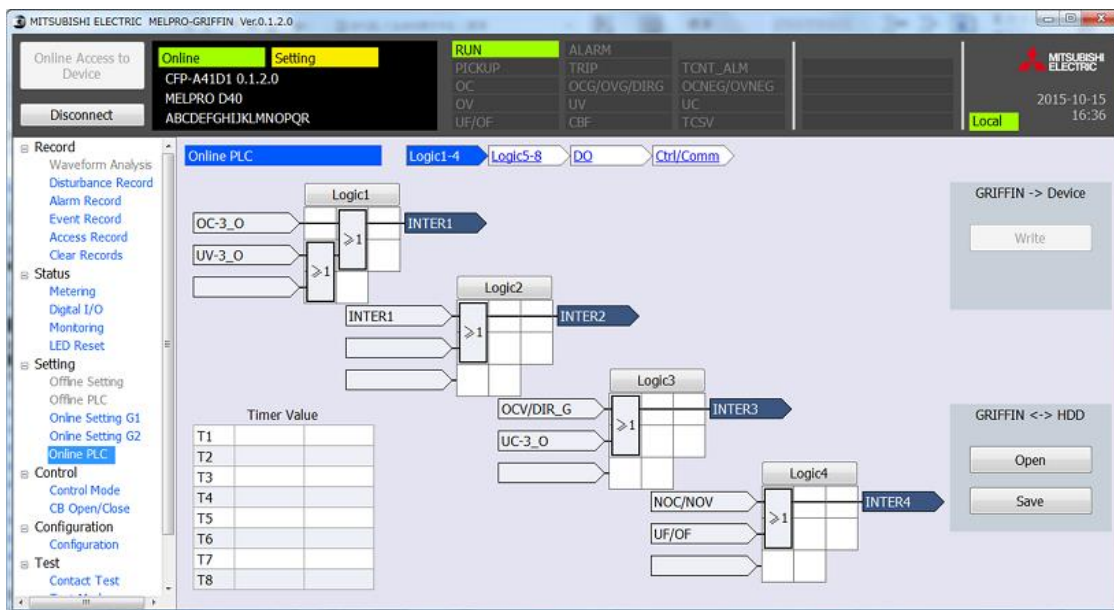 MITSUBISHI ELECTRIC MELPRO-GRIFFIN Ver.0.1.2.0
Online Access to
Device
Disconnect
Online
Setting
CFP-A41D1 0.1.2.0
MELPRO D40
ABCDEFGHIJKLMNOPQR
RUN
ALARM
PICKUP
TRIP
TCNT_ALM
OC
OCG/OVG/DIRG
OCNEG/OVNEG
OV
UV
UC
UF/OF
CBF
TCSV
MITSUBISHI
ELECTRIC
2015-10-15
16:36
Local
Record
Waveform Analysis
Disturbance Record
Alarm Record
Event Record
Access Record
Clear Records
Status
Metering
Digital I/O
Monitoring
LED Reset
Setting
Offline Setting
Offline PLC
Online Setting G1
Online Setting G2
Online PLC
Control
Control Mode
CB Open/Close
Configuration
Configuration
Test
Contact Test
Online PLC
Logic1-4
Logic5-8
DO
Ctrl/Comm
Logic1
OC-3_O
UV-3_O
≥1
≥1
INTER1
Logic2
INTER1
≥1
INTER2
Logic3
OCV/DIR_G
UC-3_O
≥1
INTER3
Logic4
NOC/NOV
UF/OF
≥1
INTER4
Timer Value
T1
T2
T3
T4
T5
T6
T7
T8
GRIFFIN -> Device
Write
GRIFFIN <-> HDD
Open
Save